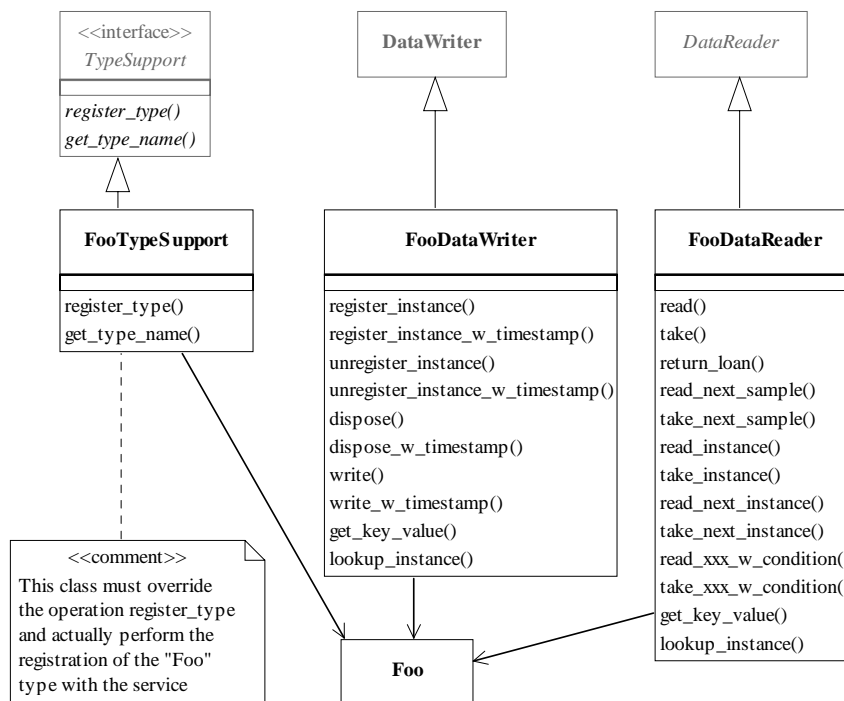 <<interface>>
TypeSupport
register_type()
get_type_name()
DataWriter
DataReader
FooTypeSupport
register_type()
get_type_name()
FooDataWriter
register_instance()
register_instance_w_timestamp()
unregister_instance()
unregister_instance_w_timestamp()
dispose()
dispose_w_timestamp()
write()
write_w_timestamp()
get_key_value()
lookup_instance()
FooDataReader
read()
take()
return_loan()
read_next_sample()
take_next_sample()
read_instance()
take_instance()
read_next_instance()
take_next_instance()
read_xxx_w_condition(
take_xxx_w_condition(
get_key_value()
lookup_instance()
<<comment>>
This class must override
the operation register_type
and actually perform the
registration of the "Foo"
type with the service
Foo